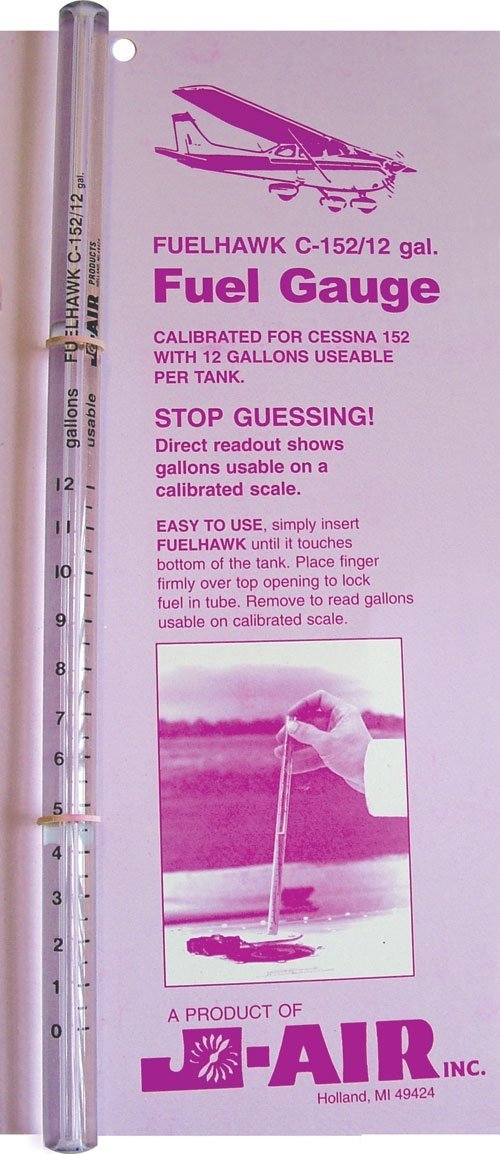 FUELHAWK C-152/12 gal.
J-AIR PRODUCTS
gallons
usable
12
11
10
9
8
7
6
5
4
3
2
1
0
FUELHAWK C-152/12 gal.
Fuel Gauge
CALIBRATED FOR CESSNA 152
WITH 12 GALLONS USEABLE
PER TANK.
STOP GUESSING!
Direct readout shows
gallons usable on a
calibrated scale.
EASY TO USE, simply insert
FUELHAWK until it touches
bottom of the tank. Place finger
firmly over top opening to lock
fuel in tube. Remove to read gallons
usable on calibrated scale.
A PRODUCT OF
J-AIR INC.
Holland, MI 49424